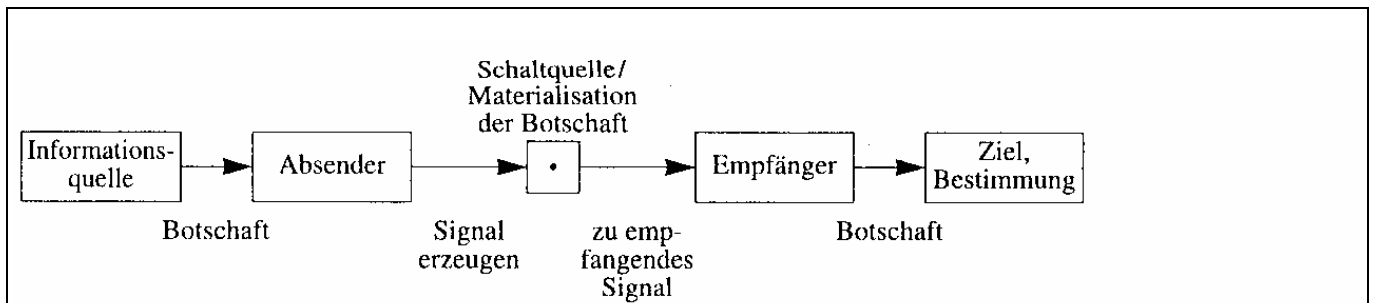 Schaltquelle/
Materialisation
der Botschaft
Informations-
quelle
Absender
Empfänger
Ziel,
Bestimmung
Botschaft
Signal
erzeugen
zu emp-
fangendes
Signal
Botschaft